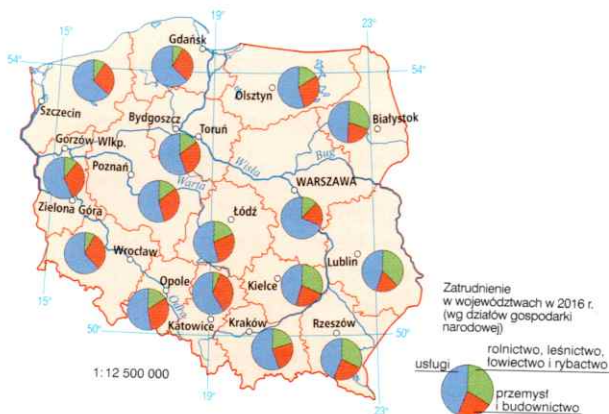 15°
19°
23°
54°
54°
Gdańsk
Olsztyn
Szczecin
Bydgoszcz
Toruń
Białystok
Gorzów Wlkp.
Poznań
Wisła
Bug
Warta
WARSZAWA
Zielona Góra
Łódź
Wrocław
Lublin
Opole
Kielce
Odra
Katowice
Kraków
Rzeszów
15°
50°
50°
1:12 500 000
19°
23°
Zatrudnienie
w województwach w 2016 r.
(wg działów gospodarki
narodowej)
rolnictwo, leśnictwo,
łowiectwo i rybactwo
usługi
przemysł
i budownictwo